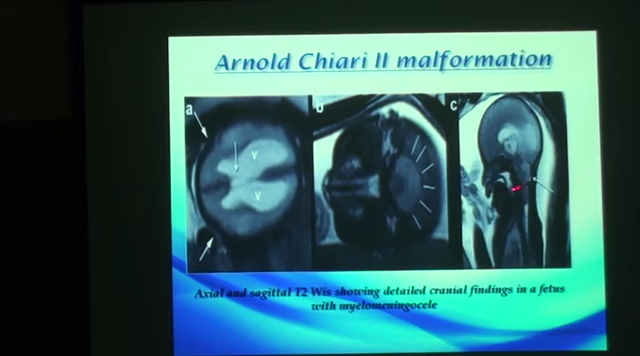 Arnold Chiari II malformation
a
b
c
v
v
Axial and sagittal T2 Wis showing detailed cranial findings in a fetus
with myelomeningocele